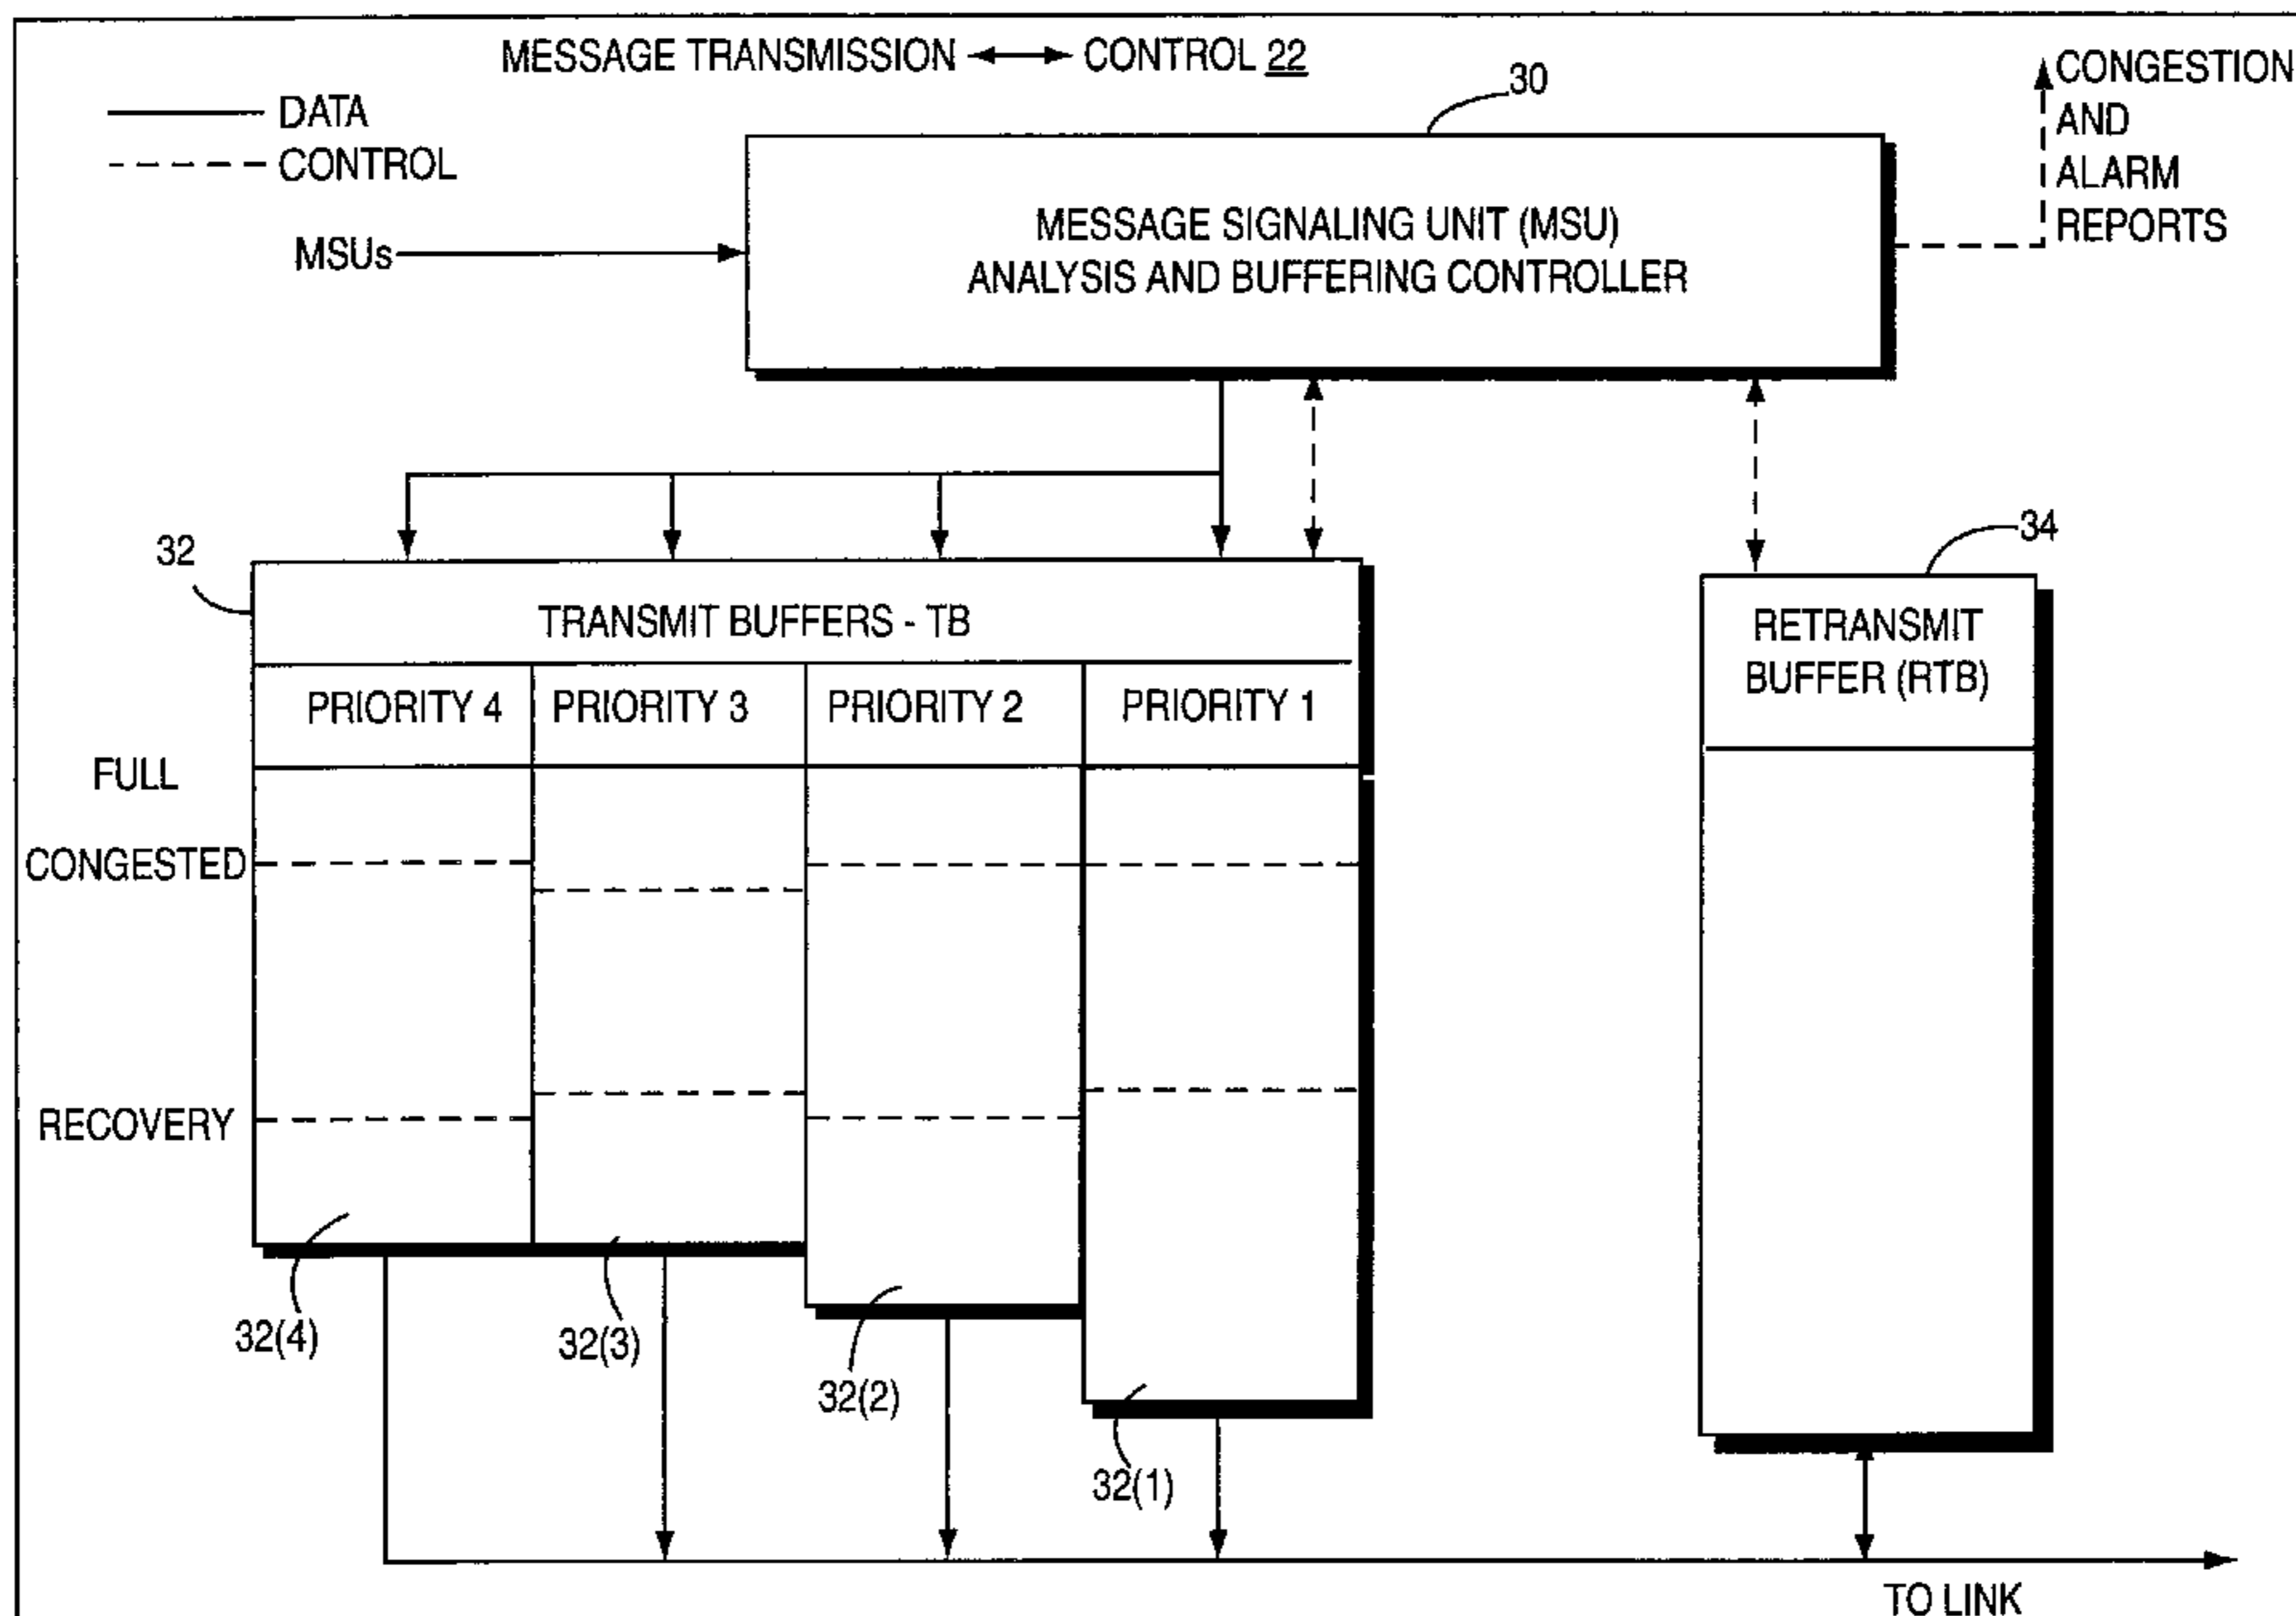 MESSAGE TRANSMISSION CONTROL 22
DATA
CONTROL
30
CONGESTION
AND
ALARM
REPORTS
MSUs
MESSAGE SIGNALING UNIT (MSU)
ANALYSIS AND BUFFERING CONTROLLER
32
34
TRANSMIT BUFFERS - TB
RETRANSMIT
BUFFER (RTB)
PRIORITY 4 PRIORITY 3 PRIORITY 2 PRIORITY 1
FULL
CONGESTED
RECOVERY
32(4)
32(3)
32(2)
32(1)
TO LINK